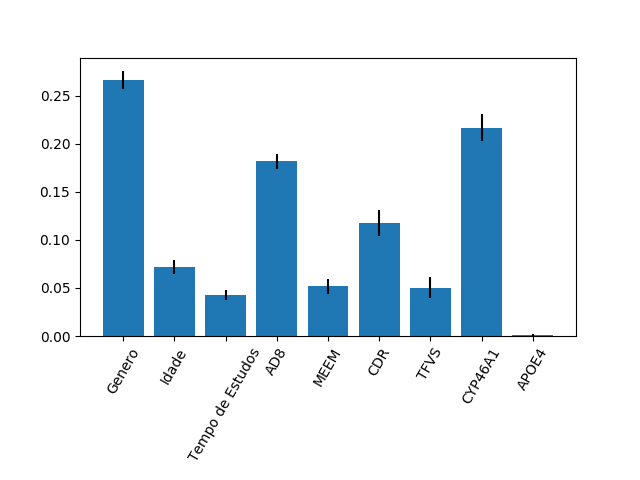 0.25
0.20
0.15
0.10
0.05
0.00
Genero
Idade
Tempo de Estudos
AD8
MEEM
CDR
TFVS
CYP46A1
APOE4